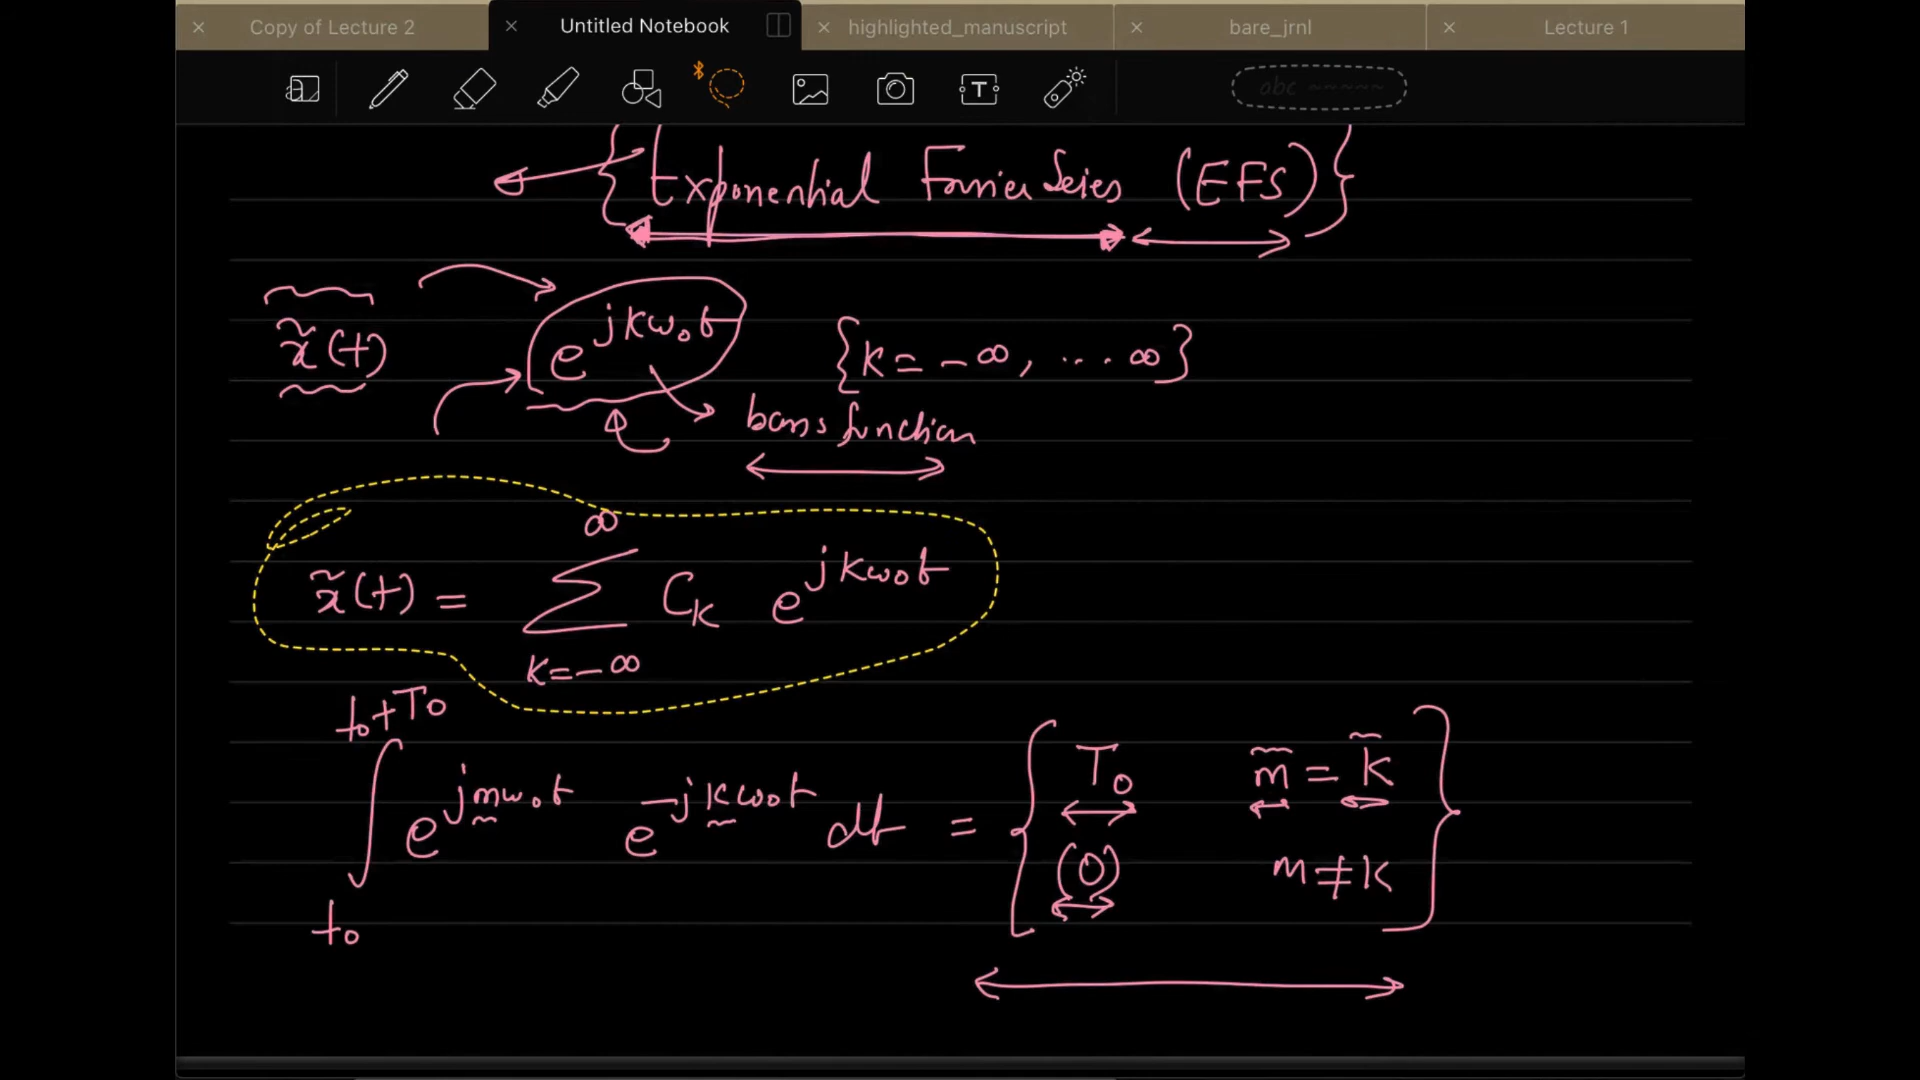 Copy of Lecture 2 Untitled Notebook highlighted_manuscript bare_jrnl Lecture 1
T abc
{Exponential Fourier Series (EFS)}
x̃(t) e^{jkω₀t} {k = -∞, ... ∞}
basis function
x̃(t) = ∑_{k=-∞}^{∞} C_k e^{jkω₀t}
∫_{t₀}^{t₀+T₀} e^{jmω₀t} e^{-jkω₀t} dt = { T₀ m = k
(0) m ≠ k }